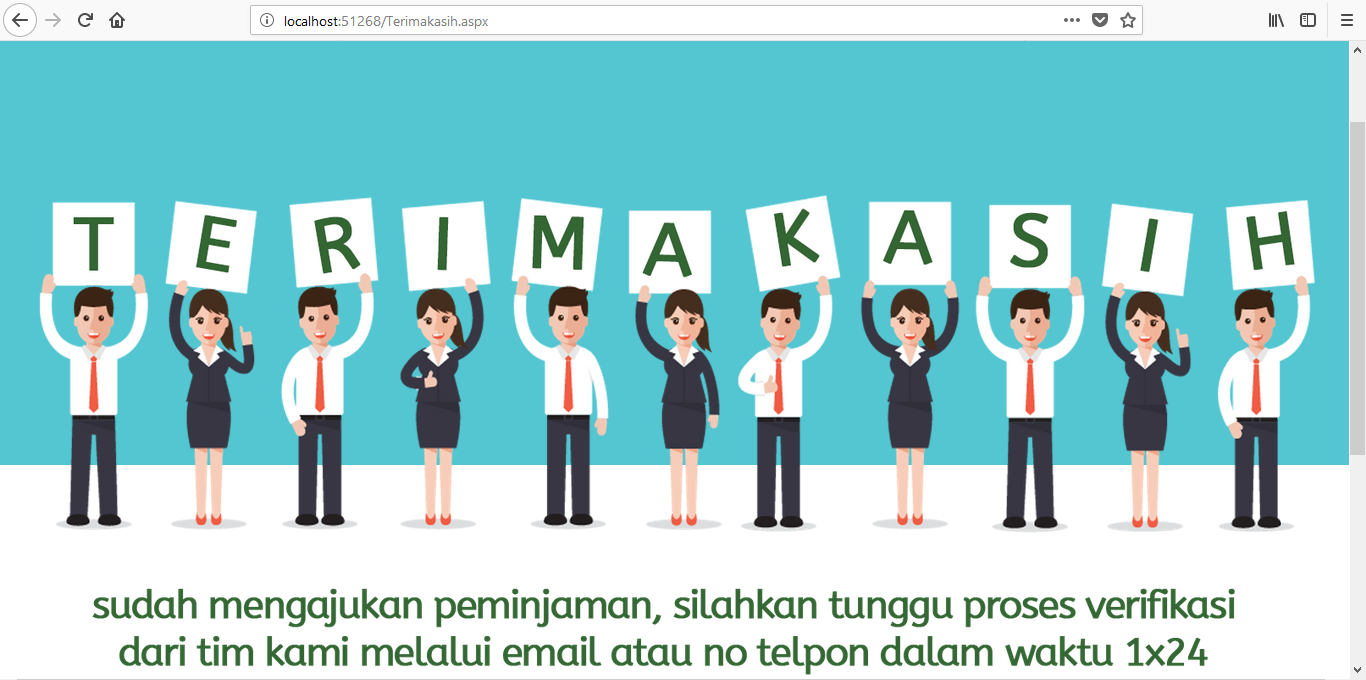 localhost:51268/Terimakasih.aspx
TERIMAKASIH
sudah mengajukan peminjaman, silahkan tunggu proses verifikasi
dari tim kami melalui email atau no telpon dalam waktu 1x24